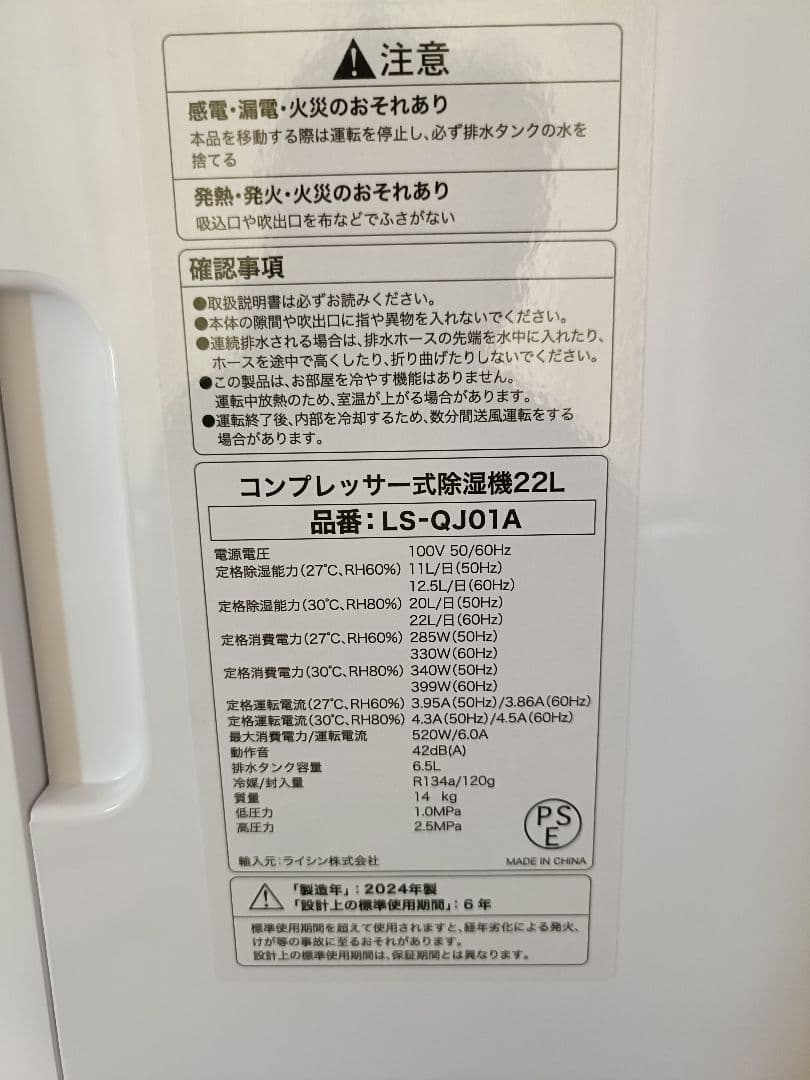 ⚠注意
感電・漏電・火災のおそれあり
本品を移動する際は運転を停止し、必ず排水タンクの水を
捨てる
発熱・発火・火災のおそれあり
吸込口や吹出口を布などでふさがない
確認事項
●取扱説明書は必ずお読みください。
●本体の隙間や吹出口に指や異物を入れないでください。
●連続排水される場合は、排水ホースの先端を水中に入れたり、
ホースを途中で高くしたり、折り曲げたりしないでください。
●この製品は、お部屋を冷やす機能はありません。
運転中放熱のため、室温が上がる場合があります。
●運転終了後、内部を冷却するため、数分間送風運転をする
場合があります。
コンプレッサー式除湿機22L
品番：LS-QJ01A
電源電圧 100V 50/60Hz
定格除湿能力(27℃、RH60%) 11L/日(50Hz)
12.5L/日(60Hz)
定格除湿能力(30℃、RH80%) 20L/日(50Hz)
22L/日(60Hz)
定格消費電力(27℃、RH60%) 285W(50Hz)
330W(60Hz)
定格消費電力(30℃、RH80%) 340W(50Hz)
399W(60Hz)
定格運転電流(27℃、RH60%) 3.95A(50Hz)/3.86A(60Hz)
定格運転電流(30℃、RH80%) 4.3A(50Hz)/4.5A(60Hz)
最大消費電力/運転電流 520W/6.0A
動作音 42dB(A)
排水タンク容量 6.5L
冷媒/封入量 R134a/120g
質量 14 kg
低圧力 1.0MPa
高圧力 2.5MPa
PS
E
輸入元：ライシン株式会社 MADE IN CHINA
「製造年」：2024年製
「設計上の標準使用期間」：6年
標準使用期間を超えて使用されますと、経年劣化による発火、
けが等の事故に至るおそれがあります。
設計上の標準使用期間は、保証期間とは異なります。